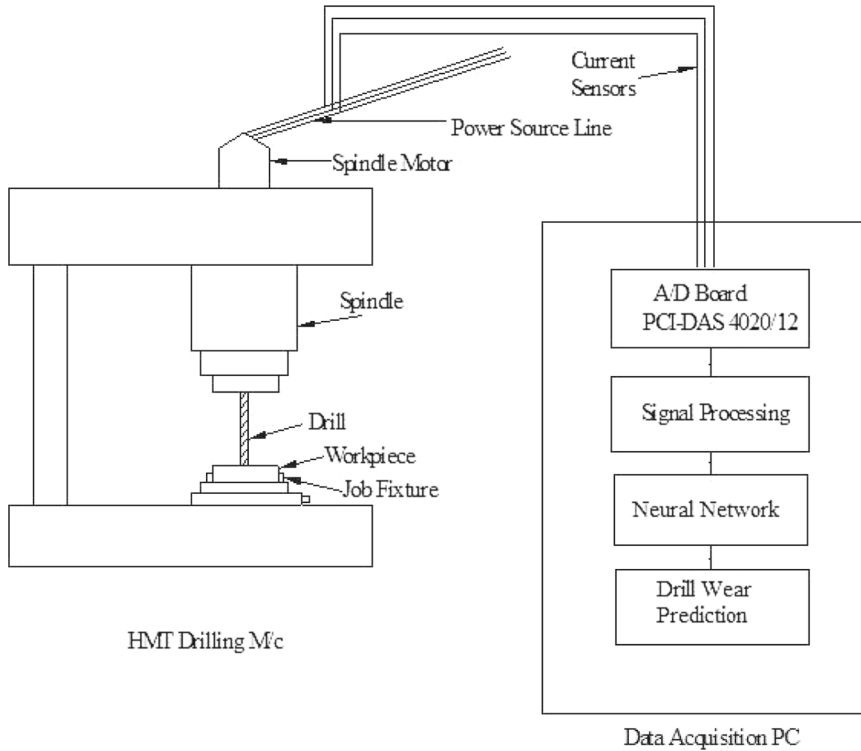 Current
Sensors
Power Source Line
Spindle Motor
Spindle
Drill
Workpiece
Job Fixture
HMT Drilling M/c
A/D Board
PCI-DAS 4020/12
Signal Processing
Neural Network
Drill Wear
Prediction
Data Acquisition PC